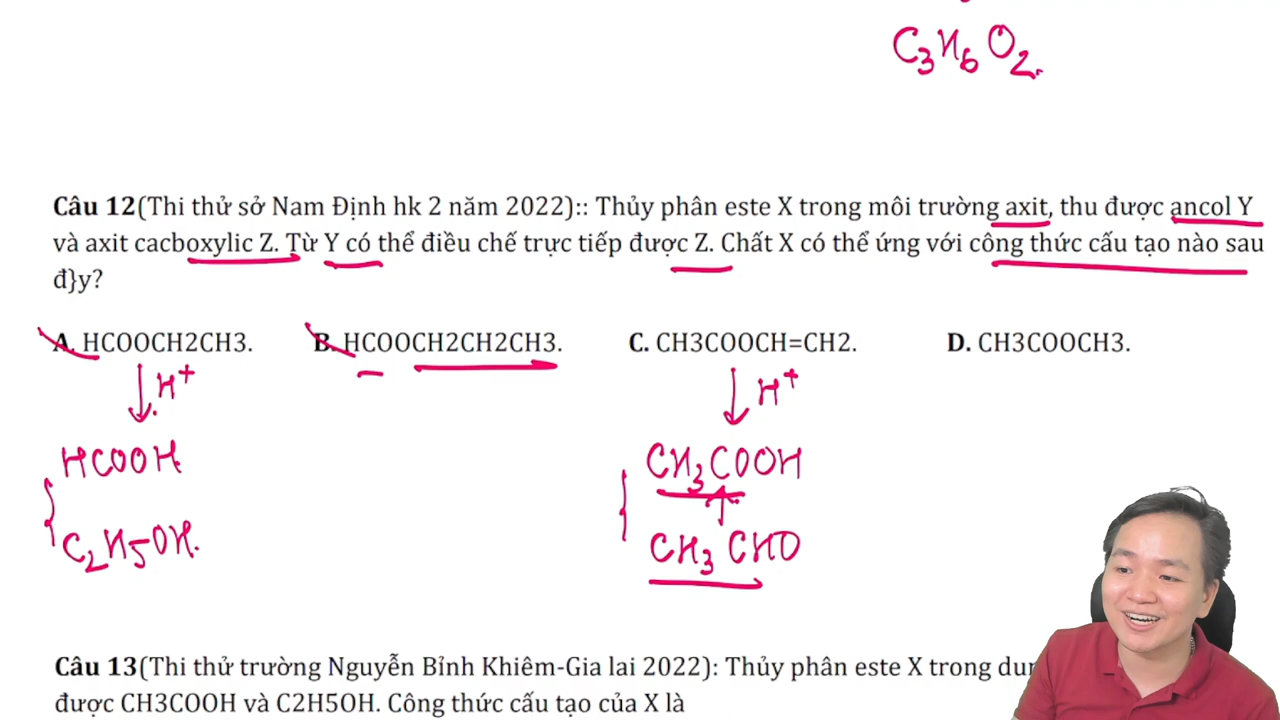 C3H6O2.
Câu 12(Thi thử sở Nam Định hk 2 năm 2022):: Thủy phân este X trong môi trường axit, thu được ancol Y
và axit cacboxylic Z. Từ Y có thể điều chế trực tiếp được Z. Chất X có thể ứng với công thức cấu tạo nào sau
đ}y?
A. HCOOCH2CH3. B. HCOOCH2CH2CH3. C. CH3COOCH=CH2. D. CH3COOCH3.
H+ H+
HCOOH CH3COOH
C2H5OH. CH3CHO
Câu 13(Thi thử trường Nguyễn Bỉnh Khiêm-Gia lai 2022): Thủy phân este X trong
được CH3COOH và C2H5OH. Công thức cấu tạo của X là